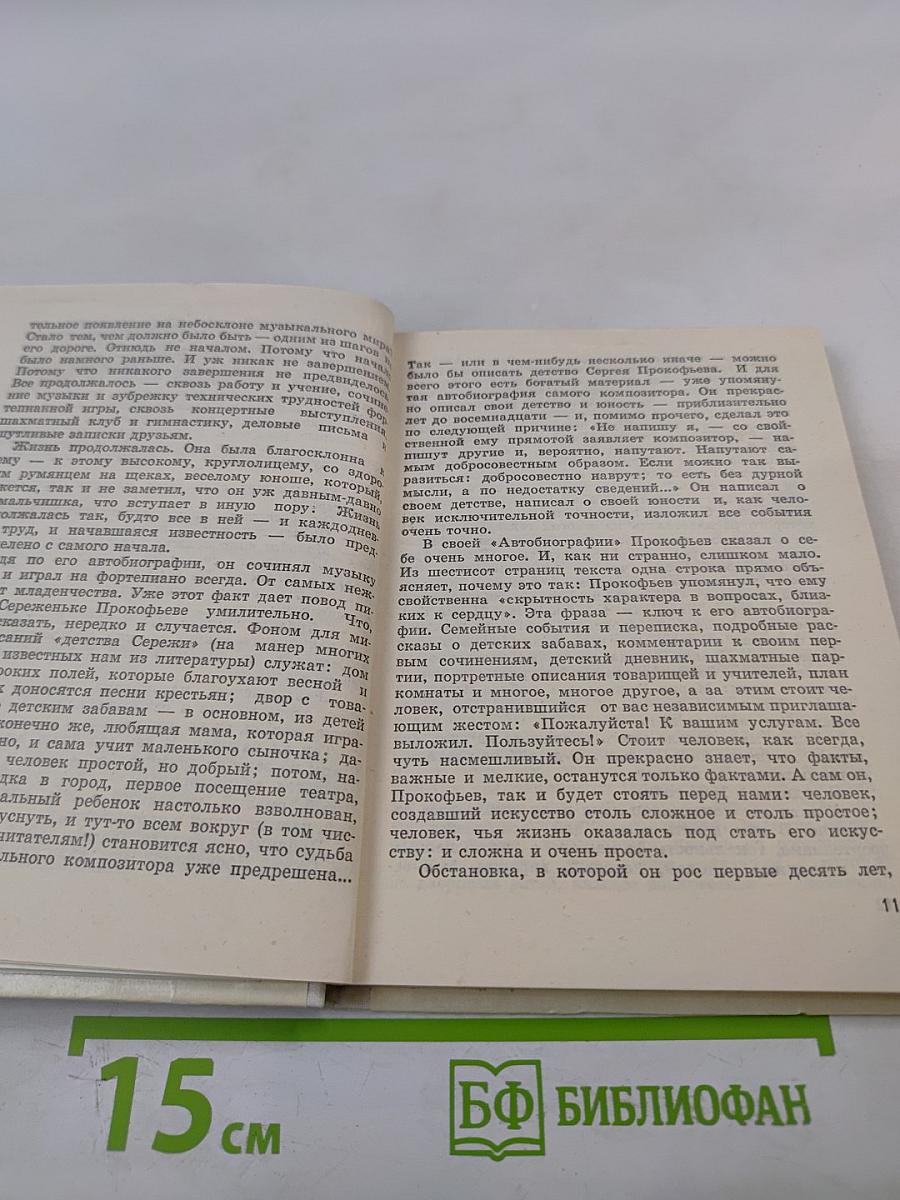 тельное появление на небосклоне музыкального мира?
Стало тем, чем должно было быть — одним из шагов
его дороге. Отнюдь не началом. Потому что начало
было намного раньше. И уж никак не завершением.
Потому что никакого завершения не предвиделось.
Все продолжалось — сквозь работу и учение, сочине-
ние музыки и зубрежку технических трудностей фор-
тепианной игры, сквозь концертные выступления,
шахматный клуб и гимнастику, деловые письма и
шутливые записки друзьям.
Жизнь продолжалась. Она была благосклонна к
ему — к этому высокому, круглолицему, со здоро-
м румянцем на щеках, веселому юноше, который,
жется, так и не заметил, что он уж давным-давно
мальчишка, что вступает в иную пору. Жизнь
должалась так, будто все в ней — и каждоднев-
труд, и начавшаяся известность — было пред-
елено с самого начала.
дя по его автобиографии, он сочинял музыку
и играл на фортепиано всегда. От самых неж-
т младенчества. Уже этот факт дает повод пи-
Сереженьке Прокофьеве умилительно. Что,
сказать, нередко и случается. Фоном для ми-
саний «детства Сережи» (на манер многих
известных нам из литературы) служат: дом
роких полей, которые благоухают весной и
х доносятся песни крестьян; двор с това-
о детским забавам — в основном, из детей
конечно же, любящая мама, которая игра-
но, и сама учит маленького сыночка; да-
человек простой, но добрый; потом, на-
дка в город, первое посещение театра,
альный ребенок настолько взволнован,
уснуть, и тут-то всем вокруг (в том чис-
читателям!) становится ясно, что судьба
льного композитора уже предрешена...
Так — или в чем-нибудь несколько иначе — можно
было бы описать детство Сергея Прокофьева. И для
всего этого есть богатый материал — уже упомяну-
тая автобиография самого композитора. Он прекрас-
но описал свои детство и юность — приблизительно
лет до восемнадцати — и, помимо прочего, сделал это
по следующей причине: «Не напишу я, — со свой-
ственной ему прямотой заявляет композитор, — на-
пишут другие и, вероятно, напутают. Напутают са-
мым добросовестным образом. Если можно так вы-
разиться: добросовестно наврут; то есть без дурной
мысли, а по недостатку сведений...» Он написал о
своем детстве, написал о своей юности и, как чело-
век исключительной точности, изложил все события
очень точно.
В своей «Автобиографии» Прокофьев сказал о се-
бе очень многое. И, как ни странно, слишком мало.
Из шестисот страниц текста одна строка прямо объ-
ясняет, почему это так: Прокофьев упомянул, что ему
свойственна «скрытность характера в вопросах, близ-
ких к сердцу». Эта фраза — ключ к его автобиогра-
фии. Семейные события и переписка, подробные рас-
сказы о детских забавах, комментарии к своим пер-
вым сочинениям, детский дневник, шахматные пар-
тии, портретные описания товарищей и учителей, план
комнаты и многое, многое другое, а за этим стоит че-
ловек, отстранившийся от вас независимым приглаша-
ющим жестом: «Пожалуйста! К вашим услугам. Все
выложил. Пользуйтесь!» Стоит человек, как всегда,
чуть насмешливый. Он прекрасно знает, что факты,
важные и мелкие, останутся только фактами. А сам он,
Прокофьев, так и будет стоять перед нами: человек,
создавший искусство столь сложное и столь простое;
человек, чья жизнь оказалась под стать его искус-
ству: и сложна и очень проста.
Обстановка, в которой он рос первые десять лет,
11
15 см
БФ БИБЛИОФАН